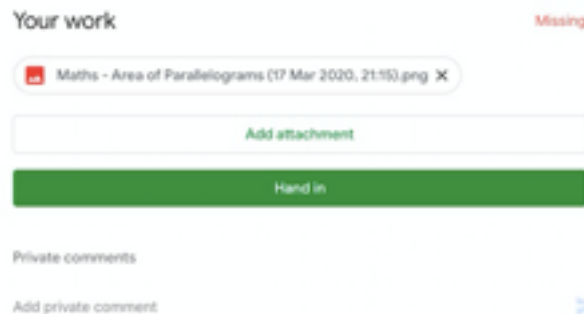 Your work
Missing
Maths - Area of Parallelograms (17 Mar 2020, 21:15).png ×
Add attachment
Hand in
Private comments
Add private comment